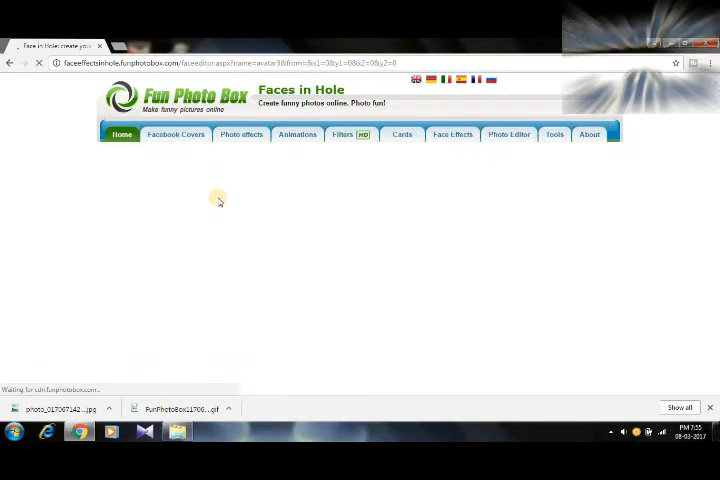 Face in Hole: create your
faceeffectsinhole.funphotobox.com/faceeditor.aspx?name=avatar3&from=&x1=0&y1=0&x2=0&y2=0
Fun Photo Box
Make funny pictures online
Faces in Hole
Create funny photos online. Photo fun!
Home Facebook Covers Photo effects Animations Filters HD Cards Face Effects Photo Editor Tools About
Waiting for cdn.funphotobox.com...
photo_017067142...jpg FunPhotoBox11706...gif Show all
PM 7:55
08-03-2017